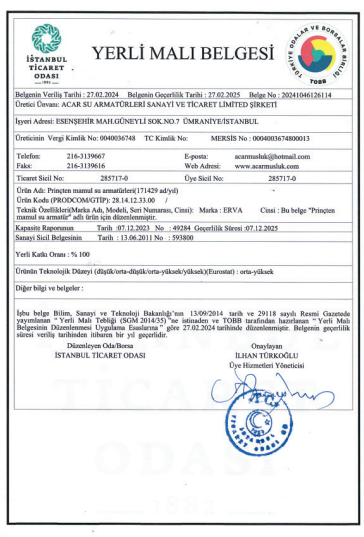 İSTANBUL
TİCARET
ODASI
1882
YERLİ MALI BELGESİ
TÜRKİYE ODALAR VE BORSALAR BİRLİĞİ
TOBB
Belgenin Veriliş Tarihi : 27.02.2024 Belgenin Geçerlilik Tarihi : 27.02.2025 Belge No : 20241046126114
Üretici Ünvanı: ACAR SU ARMATÜRLERİ SANAYİ VE TİCARET LİMİTED ŞİRKETİ
İşyeri Adresi: ESENŞEHİR MAH.GÜNEYLİ SOK.NO.7 ÜMRANİYE/İSTANBUL
Üreticinin Vergi Kimlik No: 0040036748 TC Kimlik No: MERSİS No : 0004003674800013
Telefon: 216-3139667 E-posta: acarmusluk@hotmail.com
Faks: 216-3139616 Web Adresi: www.acarmusluk.com
Ticaret Sicil No: 285717-0 Üye Sicil No: 285717-0
Ürün Adı: Prinçten mamul su armatürleri(171429 ad/yıl)
Ürün Kodu (PRODCOM/GTİP): 28.14.12.33.00 /
Teknik Özellikleri(Marka Adı, Modeli, Seri Numarası, Cinsi): Marka : ERVA Cinsi : Bu belge "Prinçten
mamul su armatür" adlı ürün için düzenlenmiştir.
Kapasite Raporunun Tarih :07.12.2023 No : 49284 Geçerlilik Süresi :07.12.2025
Sanayi Sicil Belgesinin Tarih : 13.06.2011 No : 593800
Yerli Katkı Oranı : % 100
Ürünün Teknolojik Düzeyi (düşük/orta-düşük/orta-yüksek/yüksek)(Eurostat) : orta-yüksek
Diğer bilgi ve belgeler :
İşbu belge Bilim, Sanayi ve Teknoloji Bakanlığı'nın 13/09/2014 tarih ve 29118 sayılı Resmi Gazetede
yayımlanan " Yerli Malı Tebliği (SGM 2014/35) "ne istinaden ve TOBB tarafından hazırlanan " Yerli Malı
Belgesinin Düzenlenmesi Uygulama Esaslarına " göre 27.02.2024 tarihinde düzenlenmiştir. Belgenin geçerlilik
süresi veriliş tarihinden itibaren bir yıl geçerlidir.
Düzenleyen Oda/Borsa Onaylayan
İSTANBUL TİCARET ODASI İLHAN TÜRKOĞLU
Üye Hizmetleri Yöneticisi